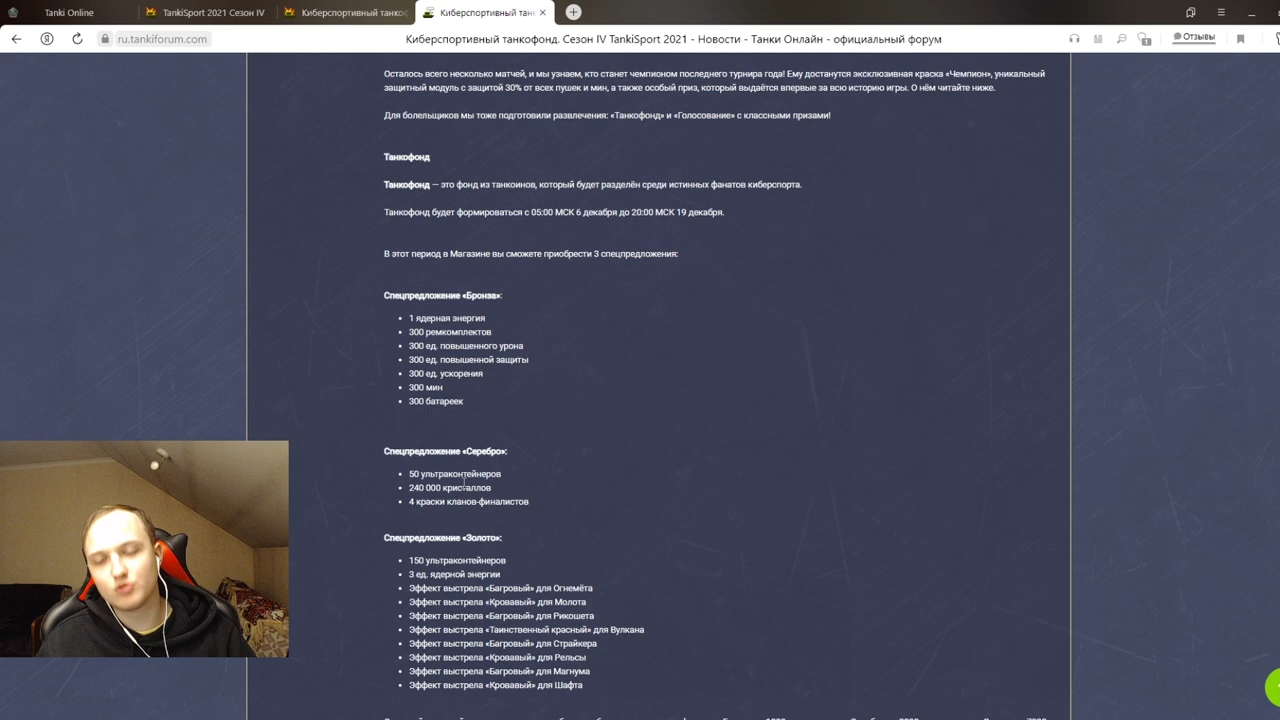 Tanki Online
TankiSport 2021 Сезон IV
Киберспортивный танкос
Киберспортивный тан
ru.tankiforum.com
Киберспортивный танкофонд. Сезон IV TankiSport 2021 - Новости - Танки Онлайн - официальный форум
1
Отзывы
Осталось всего несколько матчей, и мы узнаем, кто станет чемпионом последнего турнира года! Ему достанутся эксклюзивная краска «Чемпион», уникальный
защитный модуль с защитой 30% от всех пушек и мин, а также особый приз, который выдаётся впервые за всю историю игры. О нём читайте ниже.
Для болельщиков мы тоже подготовили развлечения: «Танкофонд» и «Голосование» с классными призами!
Танкофонд
Танкофонд — это фонд из танкоинов, который будет разделён среди истинных фанатов киберспорта.
Танкофонд будет формироваться с 05:00 МСК 6 декабря до 20:00 МСК 19 декабря.
В этот период в Магазине вы сможете приобрести 3 спецпредложения:
Спецпредложение «Бронза»:
• 1 ядерная энергия
• 300 ремкомплектов
• 300 ед. повышенного урона
• 300 ед. повышенной защиты
• 300 ед. ускорения
• 300 мин
• 300 батареек
Спецпредложение «Серебро»:
• 50 ультраконтейнеров
• 240 000 кристаллов
• 4 краски кланов-финалистов
Спецпредложение «Золото»:
• 150 ультраконтейнеров
• 3 ед. ядерной энергии
• Эффект выстрела «Багровый» для Огнемёта
• Эффект выстрела «Кровавый» для Молота
• Эффект выстрела «Багровый» для Рикошета
• Эффект выстрела «Таинственный красный» для Вулкана
• Эффект выстрела «Багровый» для Страйкера
• Эффект выстрела «Кровавый» для Рельсы
• Эффект выстрела «Багровый» для Магнума
• Эффект выстрела «Кровавый» для Шафта